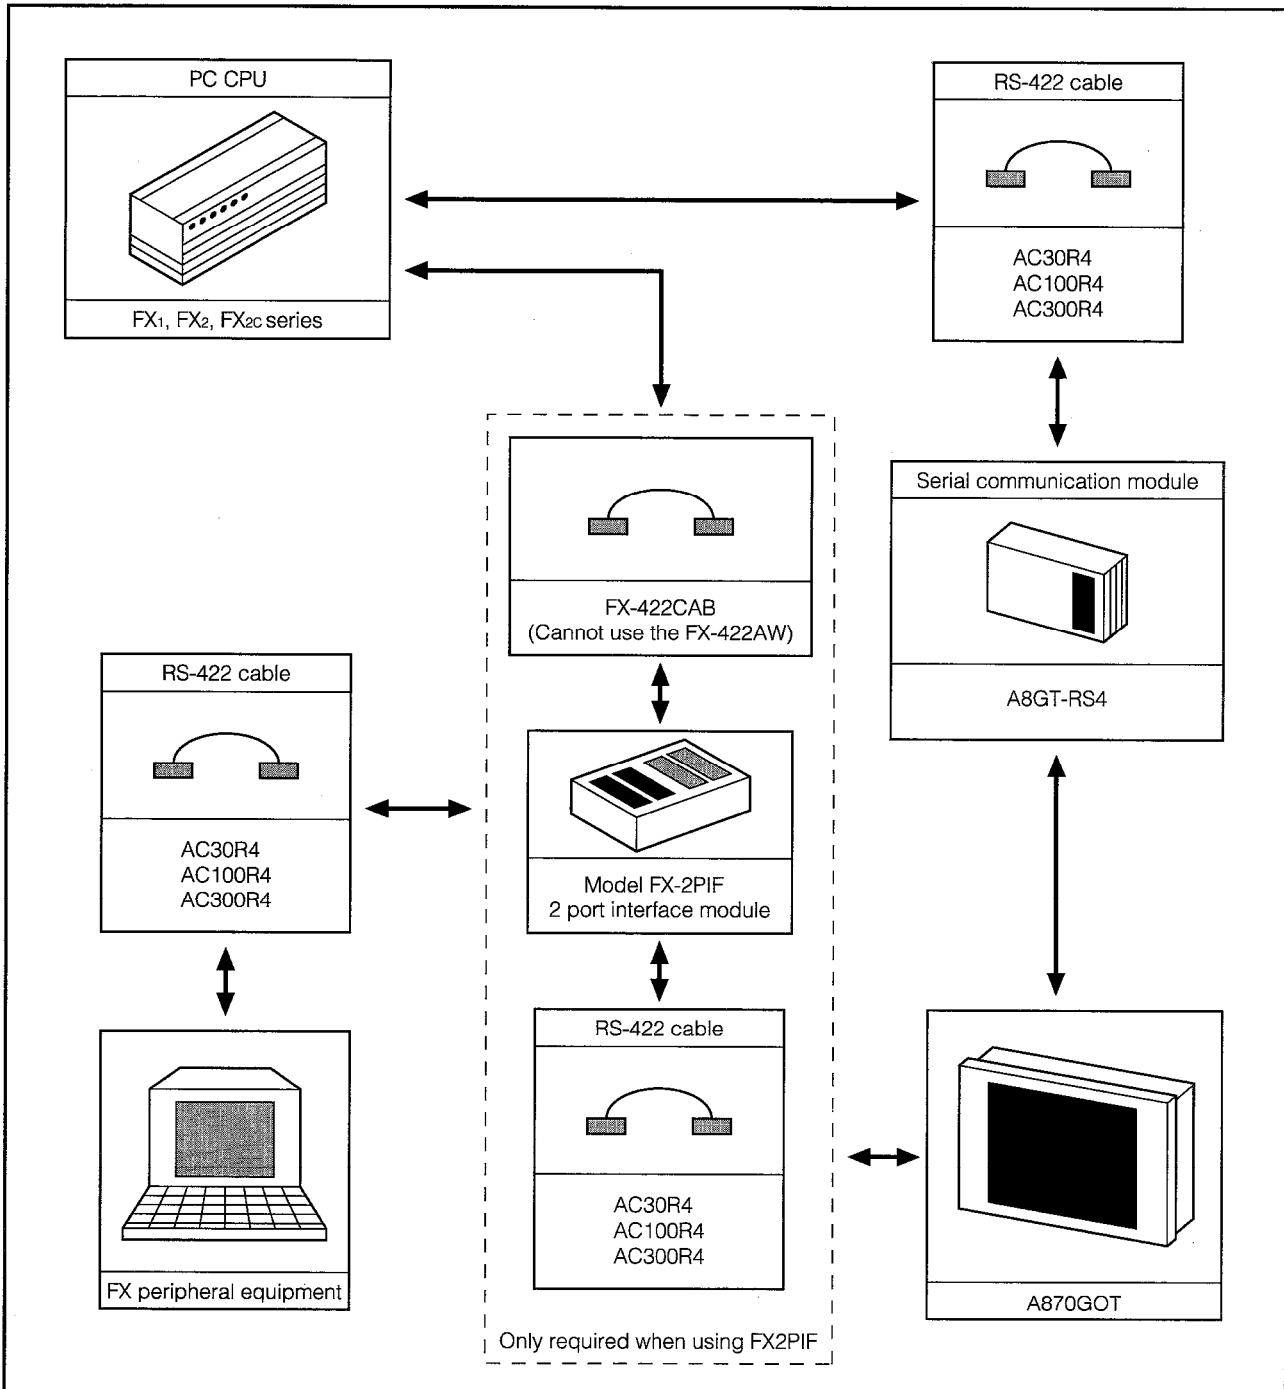 PC CPU
FX1, FX2, FX2C series
RS-422 cable
AC30R4
AC100R4
AC300R4
FX-422CAB
(Cannot use the FX-422AW)
Serial communication module
A8GT-RS4
RS-422 cable
AC30R4
AC100R4
AC300R4
Model FX-2PIF
2 port interface module
RS-422 cable
AC30R4
AC100R4
AC300R4
FX peripheral equipment
A870GOT
Only required when using FX2PIF